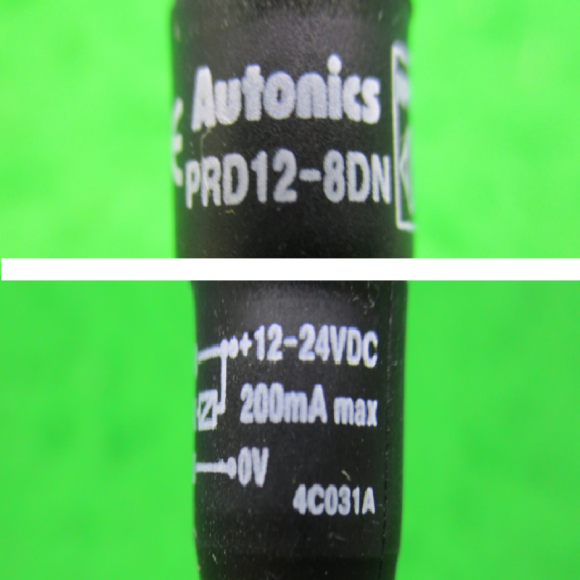 Autonics
PRD12-8DN
+12-24VDC
200mA max
0V
4C031A